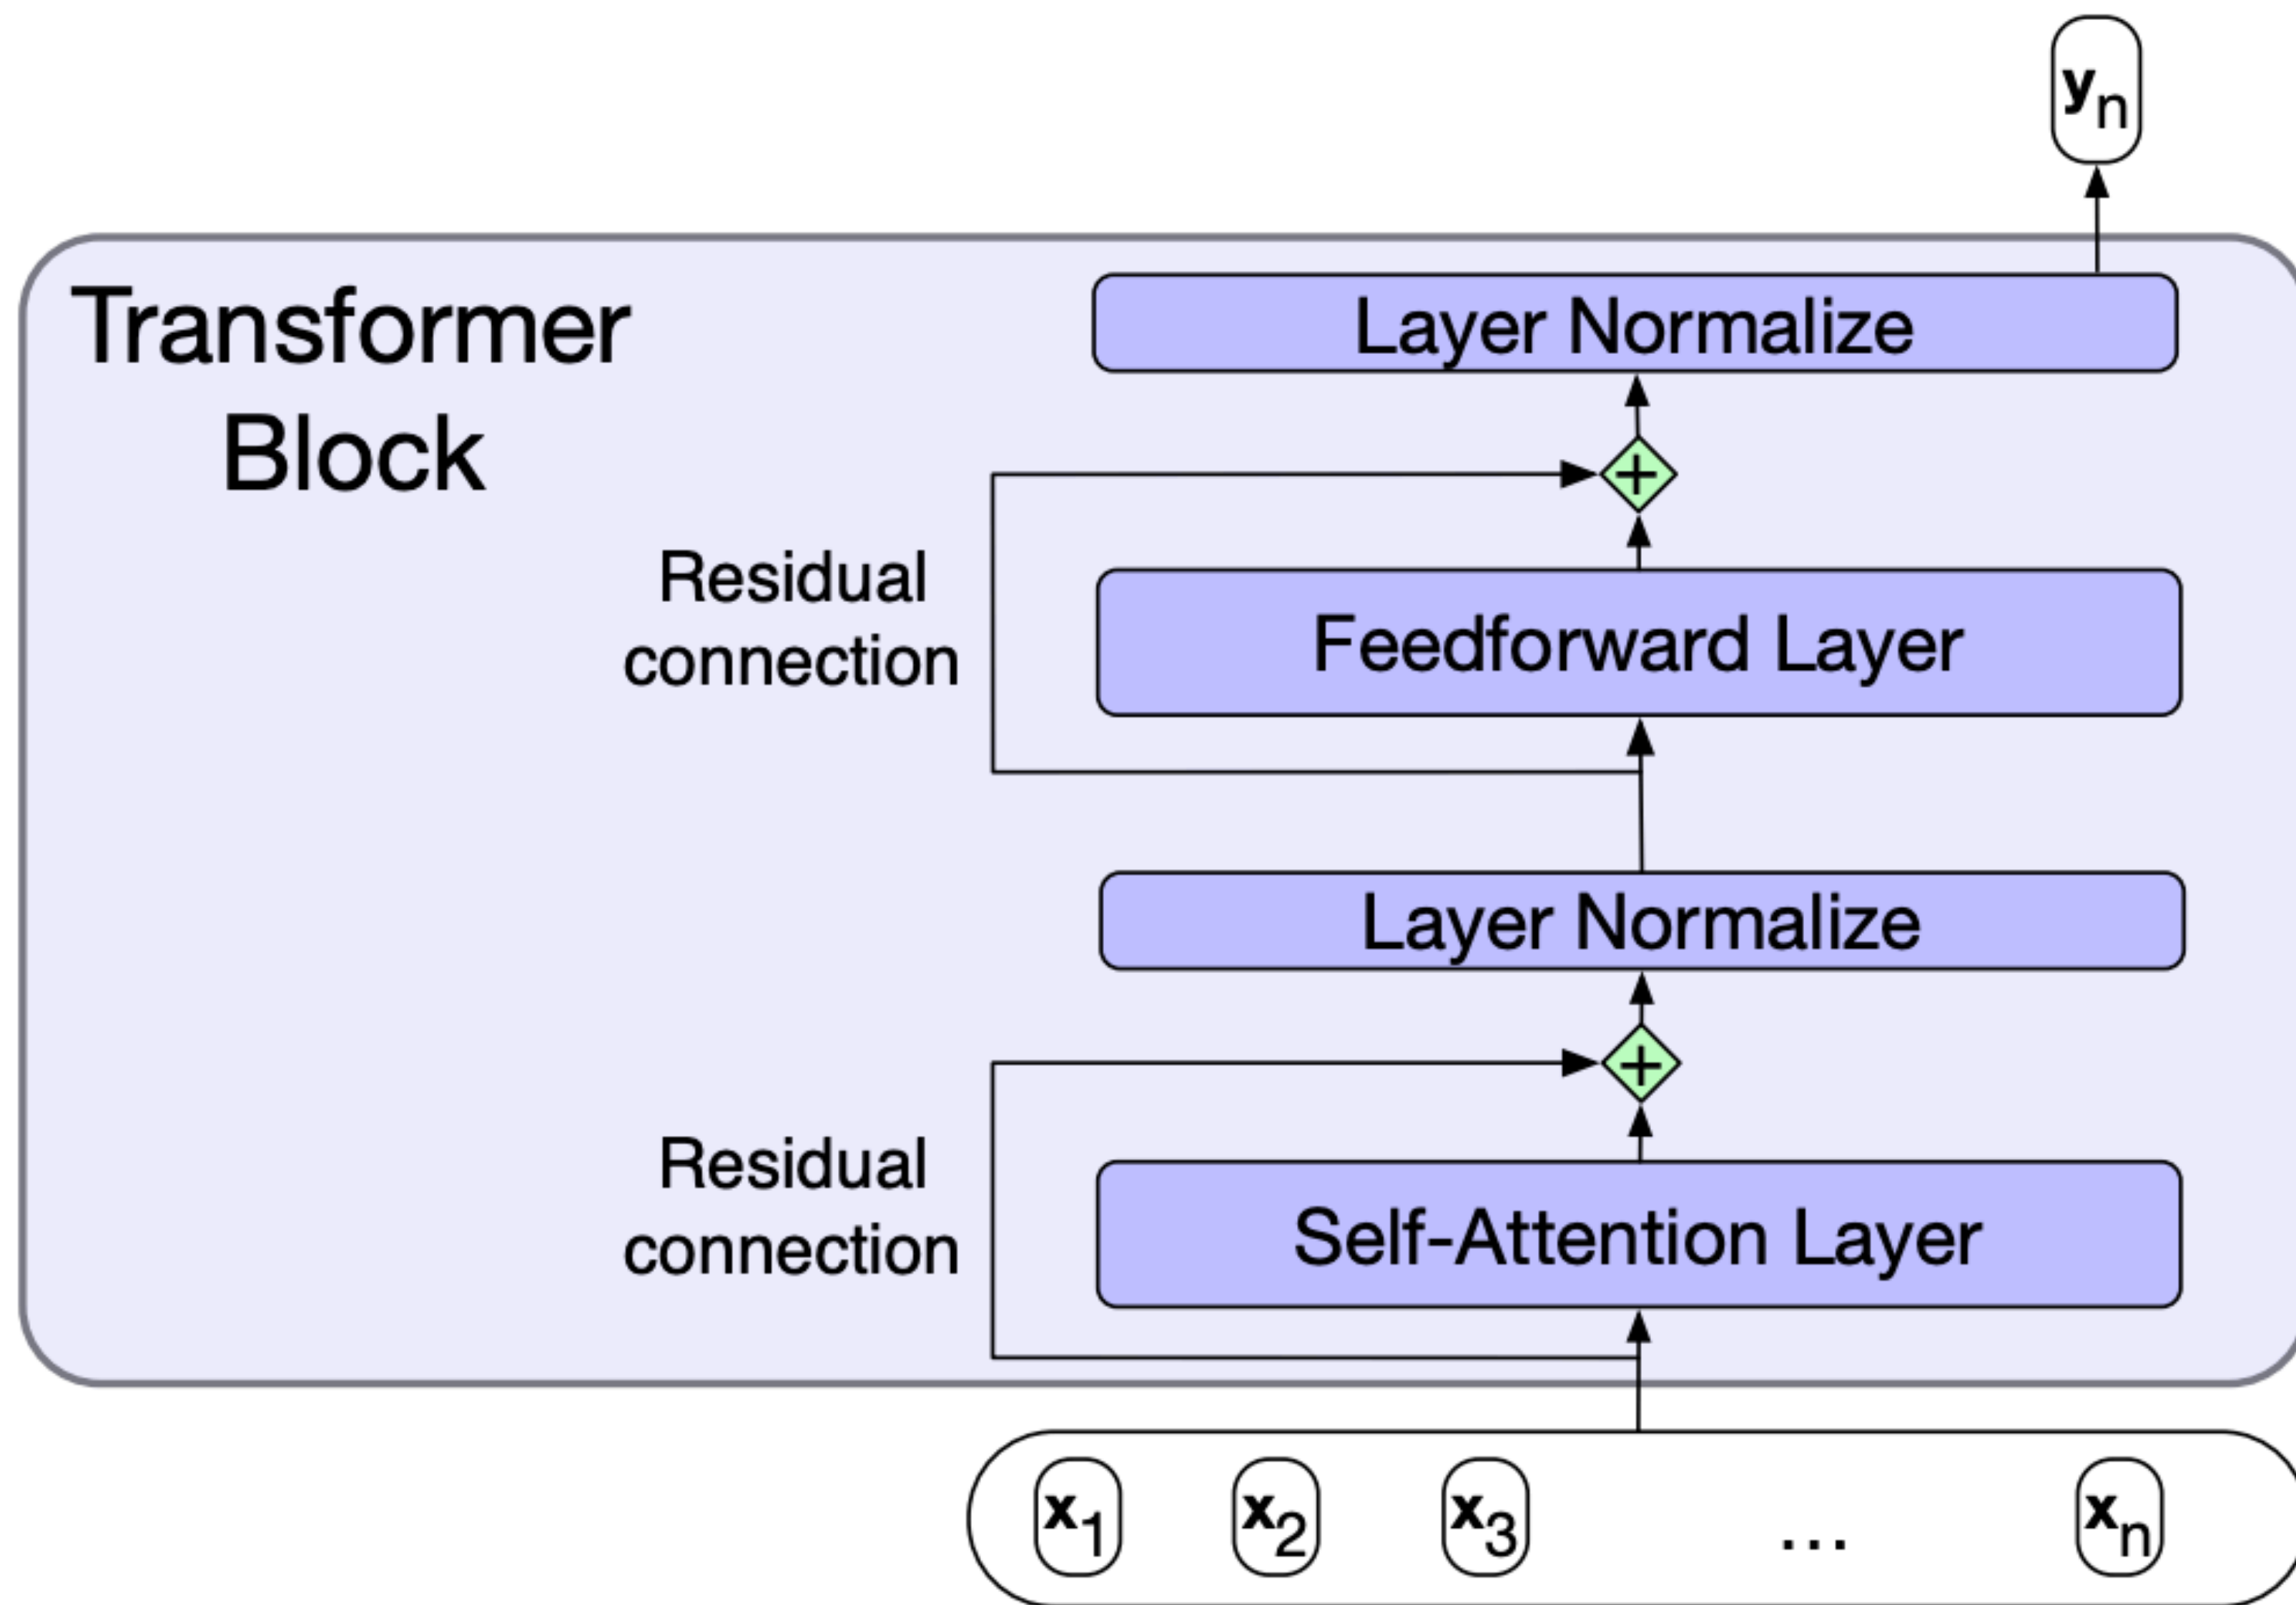 yn
Transformer
Block
Layer Normalize
+
Residual
connection
Feedforward Layer
Layer Normalize
+
Residual
connection
Self-Attention Layer
x1 x2 x3 ... xn